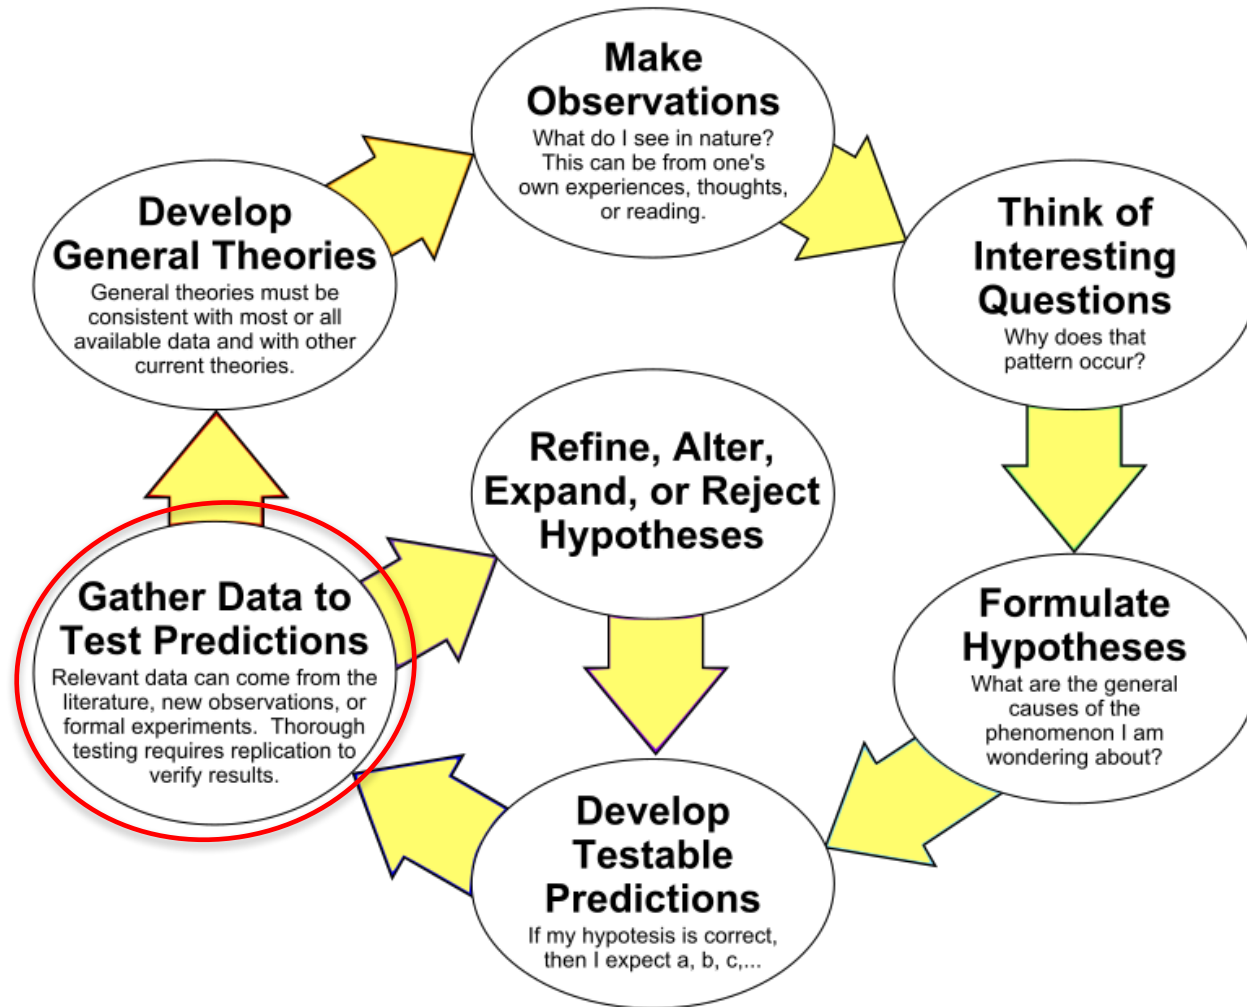 Make
Observations
What do I see in nature?
This can be from one's
own experiences, thoughts,
or reading.
Think of
Interesting
Questions
Why does that
pattern occur?
Formulate
Hypotheses
What are the general
causes of the
phenomenon I am
wondering about?
Develop
Testable
Predictions
If my hypotesis is correct,
then I expect a, b, c,...
Gather Data to
Test Predictions
Relevant data can come from the
literature, new observations, or
formal experiments.  Thorough
testing requires replication to
verify results.
Refine, Alter,
Expand, or Reject
Hypotheses
Develop
General Theories
General theories must be
consistent with most or all
available data and with other
current theories.